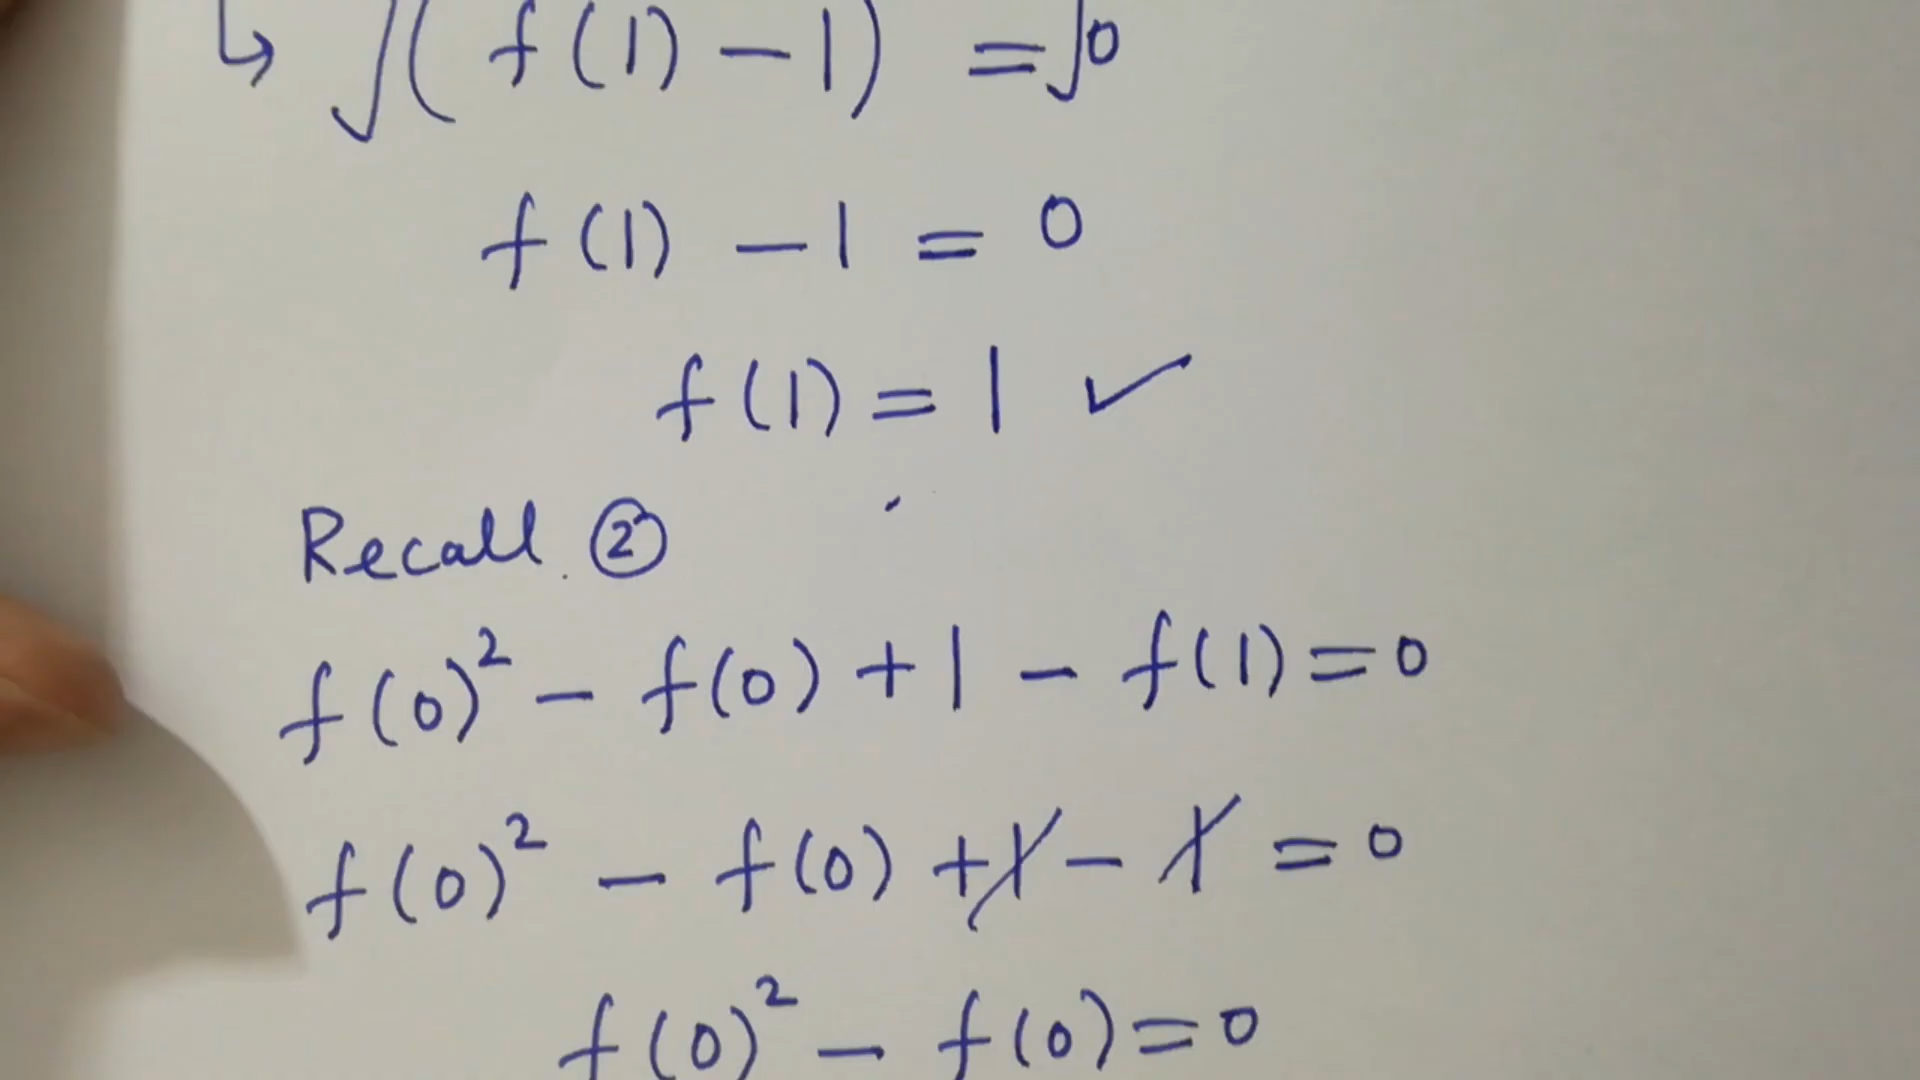 ↳ √(f(1) - 1) = √0
f(1) - 1 = 0
f(1) = 1 ✓
Recall ②
f(0)² - f(0) + 1 - f(1) = 0
f(0)² - f(0) + 1 - 1 = 0
f(0)² - f(0) = 0